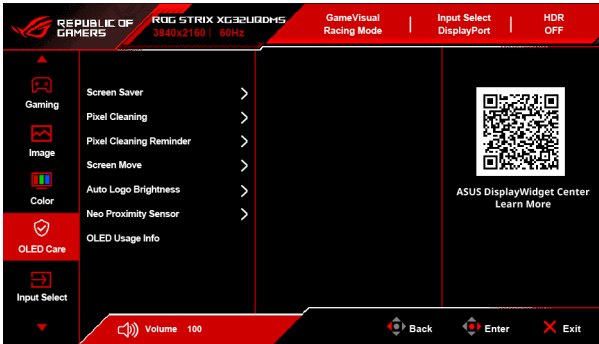 REPUBLIC OF
GAMERS
ROG STRIX XG32UQDMS
3840x2160 | 60Hz
GameVisual
Racing Mode
Input Select
DisplayPort
HDR
OFF
Gaming
Image
Color
OLED Care
Input Select
Screen Saver
Pixel Cleaning
Pixel Cleaning Reminder
Screen Move
Auto Logo Brightness
Neo Proximity Sensor
OLED Usage Info
ASUS DisplayWidget Center
Learn More
Volume 100
Back
Enter
Exit